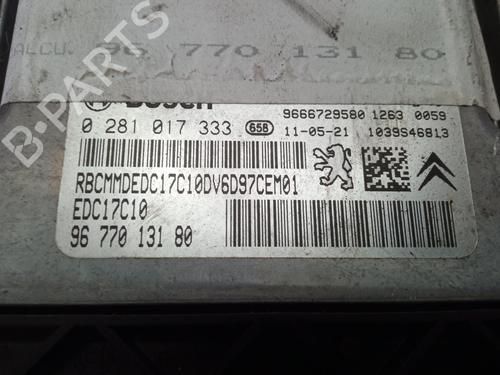 CALCU. 96 770 131 80
BOSCH
9666729580 1263 0059
0 281 017 333 658 11-05-21 1039S46813
RBCMMDEDC17C10DV6D97CEM01
EDC17C10
96 770 131 80
B-PARTS